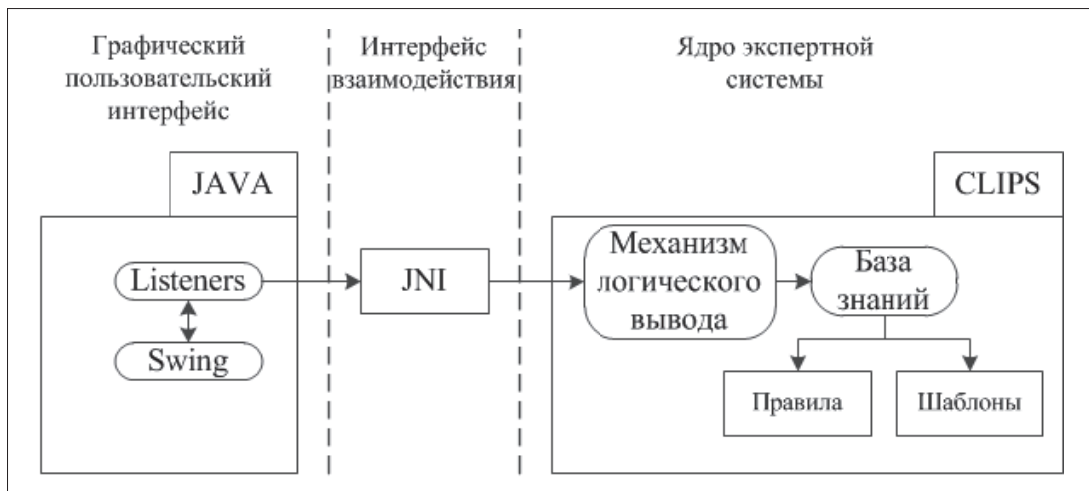 Графический
пользовательский
интерфейс
Интерфейс
взаимодействия
Ядро экспертной
системы
JAVA
Listeners
Swing
JNI
CLIPS
Механизм
логического
вывода
База
знаний
Правила
Шаблоны